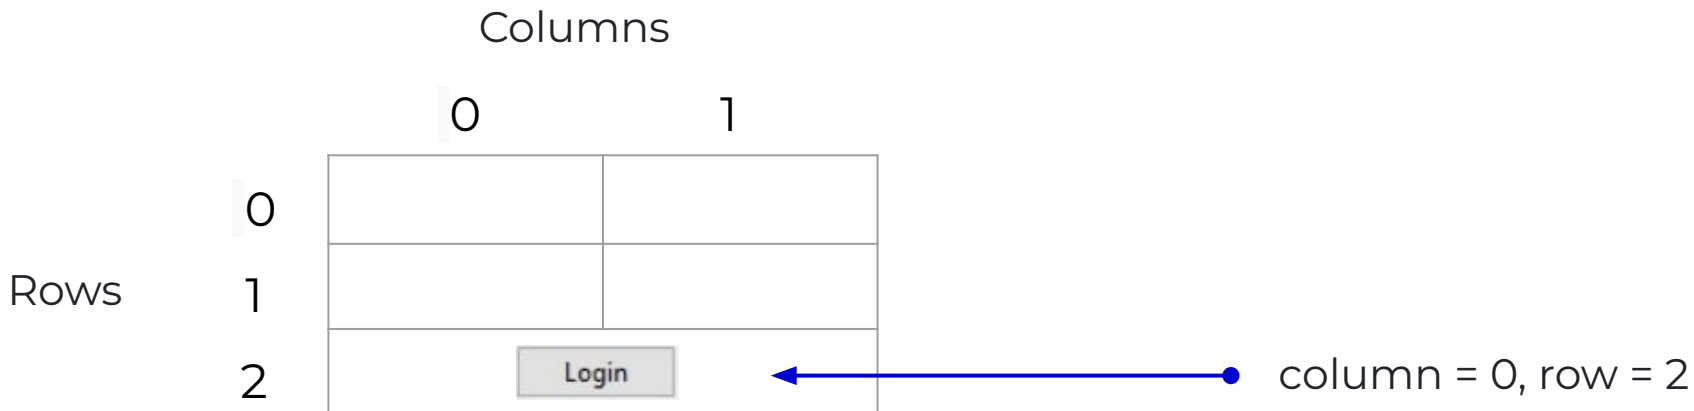 Columns
0 1
0
Rows
1
2
Login
column = 0, row = 2